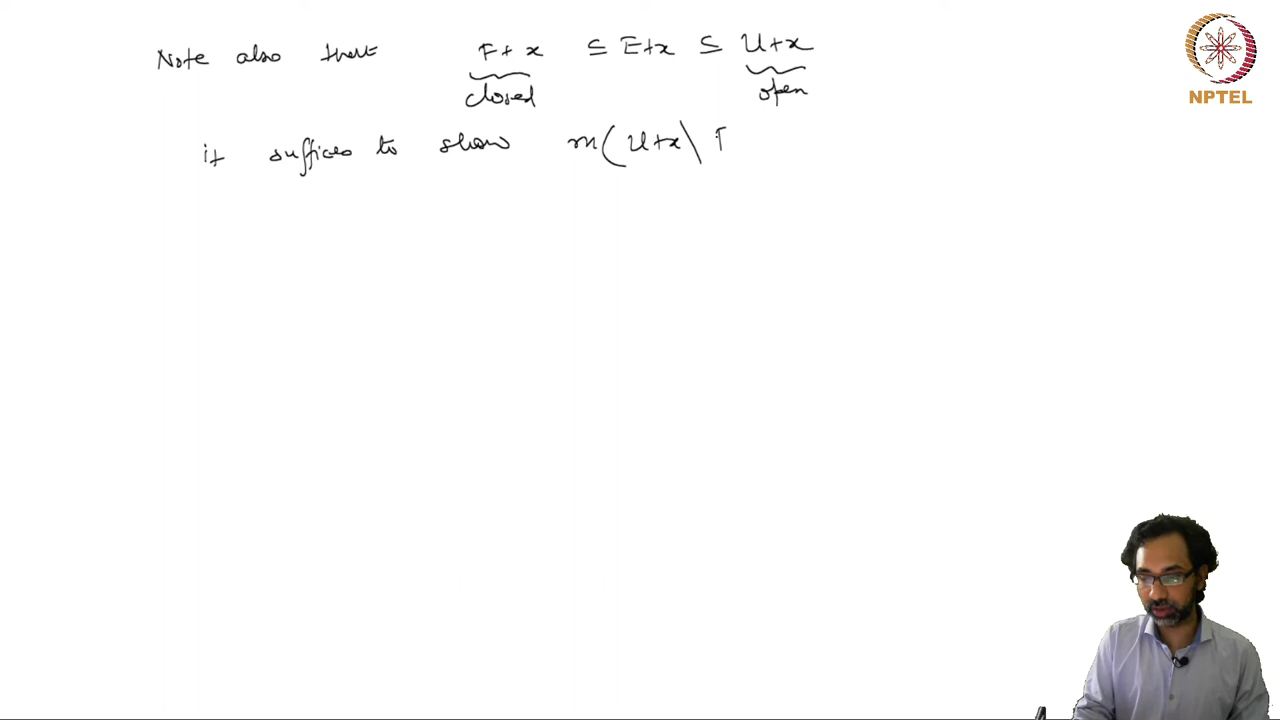 Note also that F+x ⊆ E+x ⊆ U+x
closed open
it suffices to show m(U+x\
NPTEL